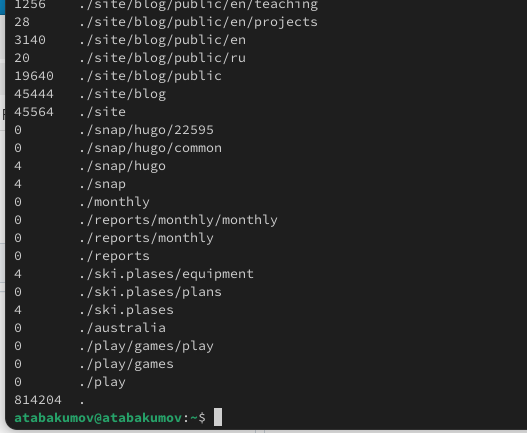 1256 ./site/blog/public/en/teaching
28 ./site/blog/public/en/projects
3140 ./site/blog/public/en
20 ./site/blog/public/ru
19640 ./site/blog/public
45444 ./site/blog
45564 ./site
0 ./snap/hugo/22595
0 ./snap/hugo/common
4 ./snap/hugo
4 ./snap
0 ./monthly
0 ./reports/monthly/monthly
0 ./reports/monthly
0 ./reports
4 ./ski.plases/equipment
0 ./ski.plases/plans
4 ./ski.plases
0 ./australia
0 ./play/games/play
0 ./play/games
0 ./play
814204 .
atabakumov@atabakumov:~$